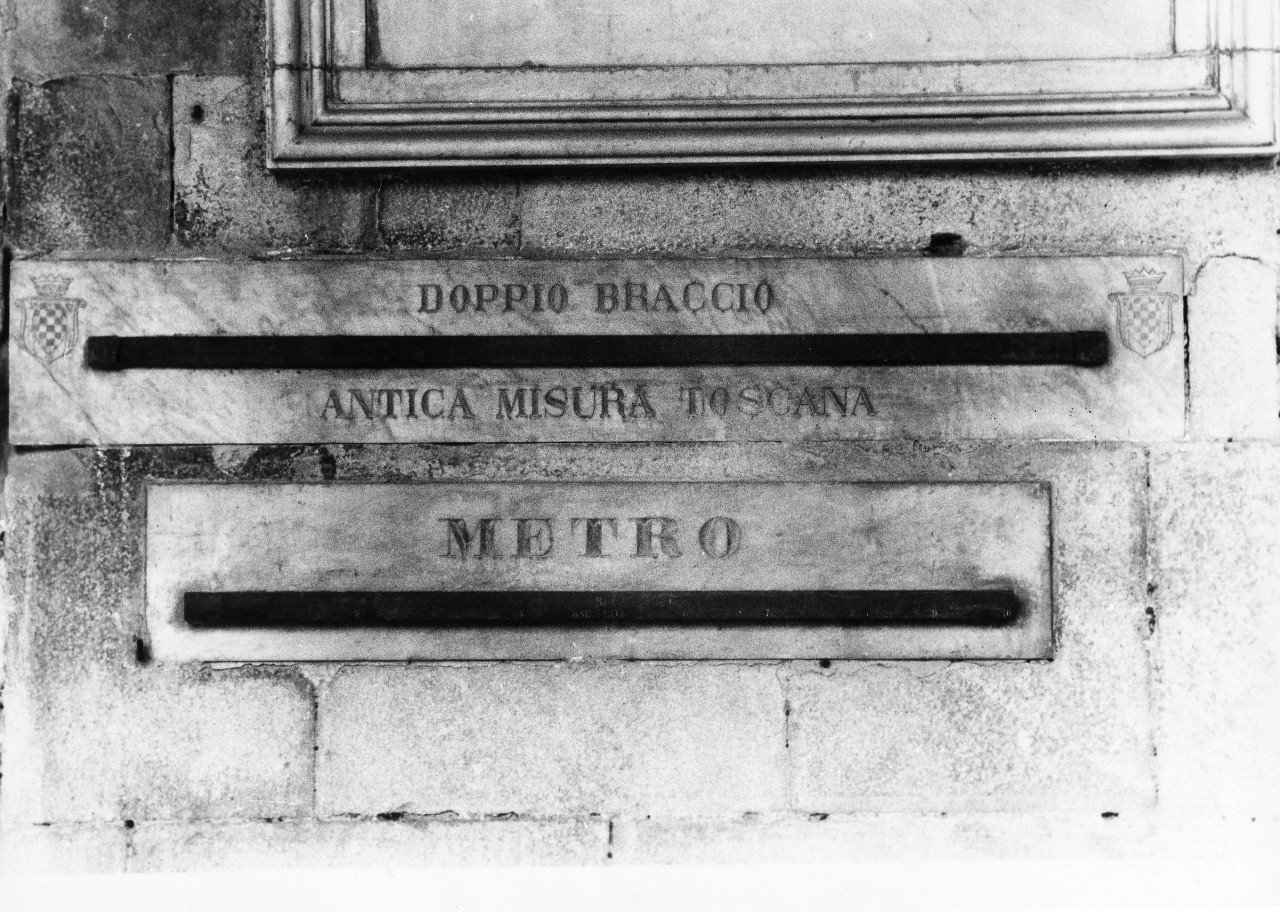 DOPPIO BRACCIO
ANTICA MISURA TOSCANA
METRO